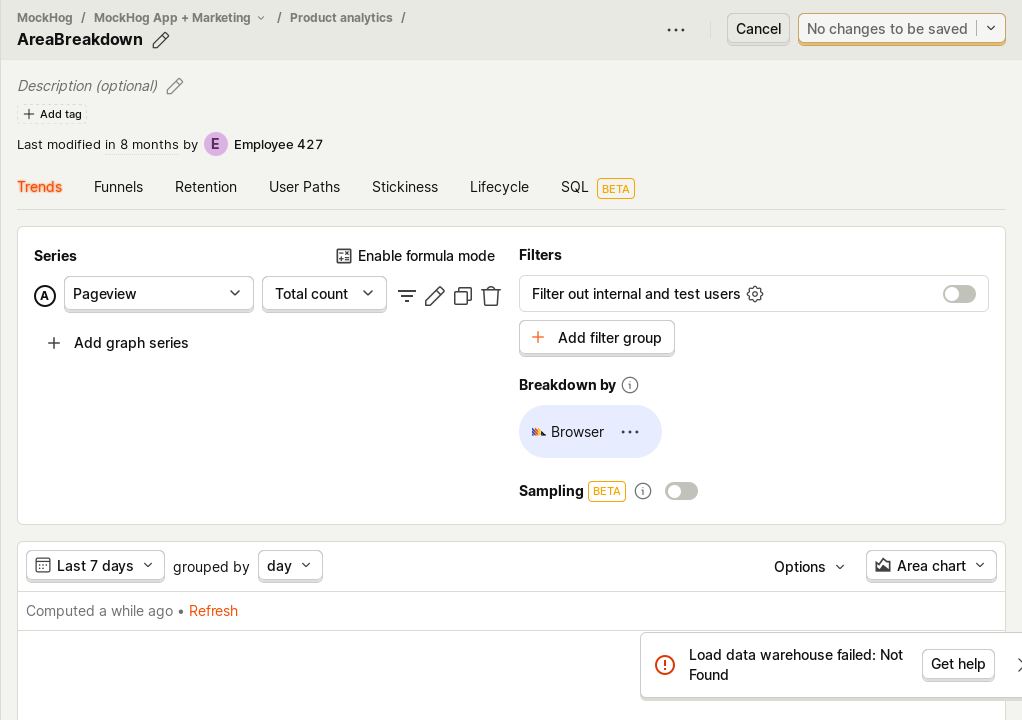 MockHog / MockHog App + Marketing / Product analytics /
AreaBreakdown
Cancel
No changes to be saved
Description (optional)
Add tag
Last modified in 8 months by E Employee 427
Trends Funnels Retention User Paths Stickiness Lifecycle SQL BETA
Series
Enable formula mode
A Pageview Total count
Add graph series
Filters
Filter out internal and test users
Add filter group
Breakdown by
Browser
Sampling BETA
Last 7 days grouped by day
Options
Area chart
Computed a while ago • Refresh
Load data warehouse failed: Not
Found
Get help